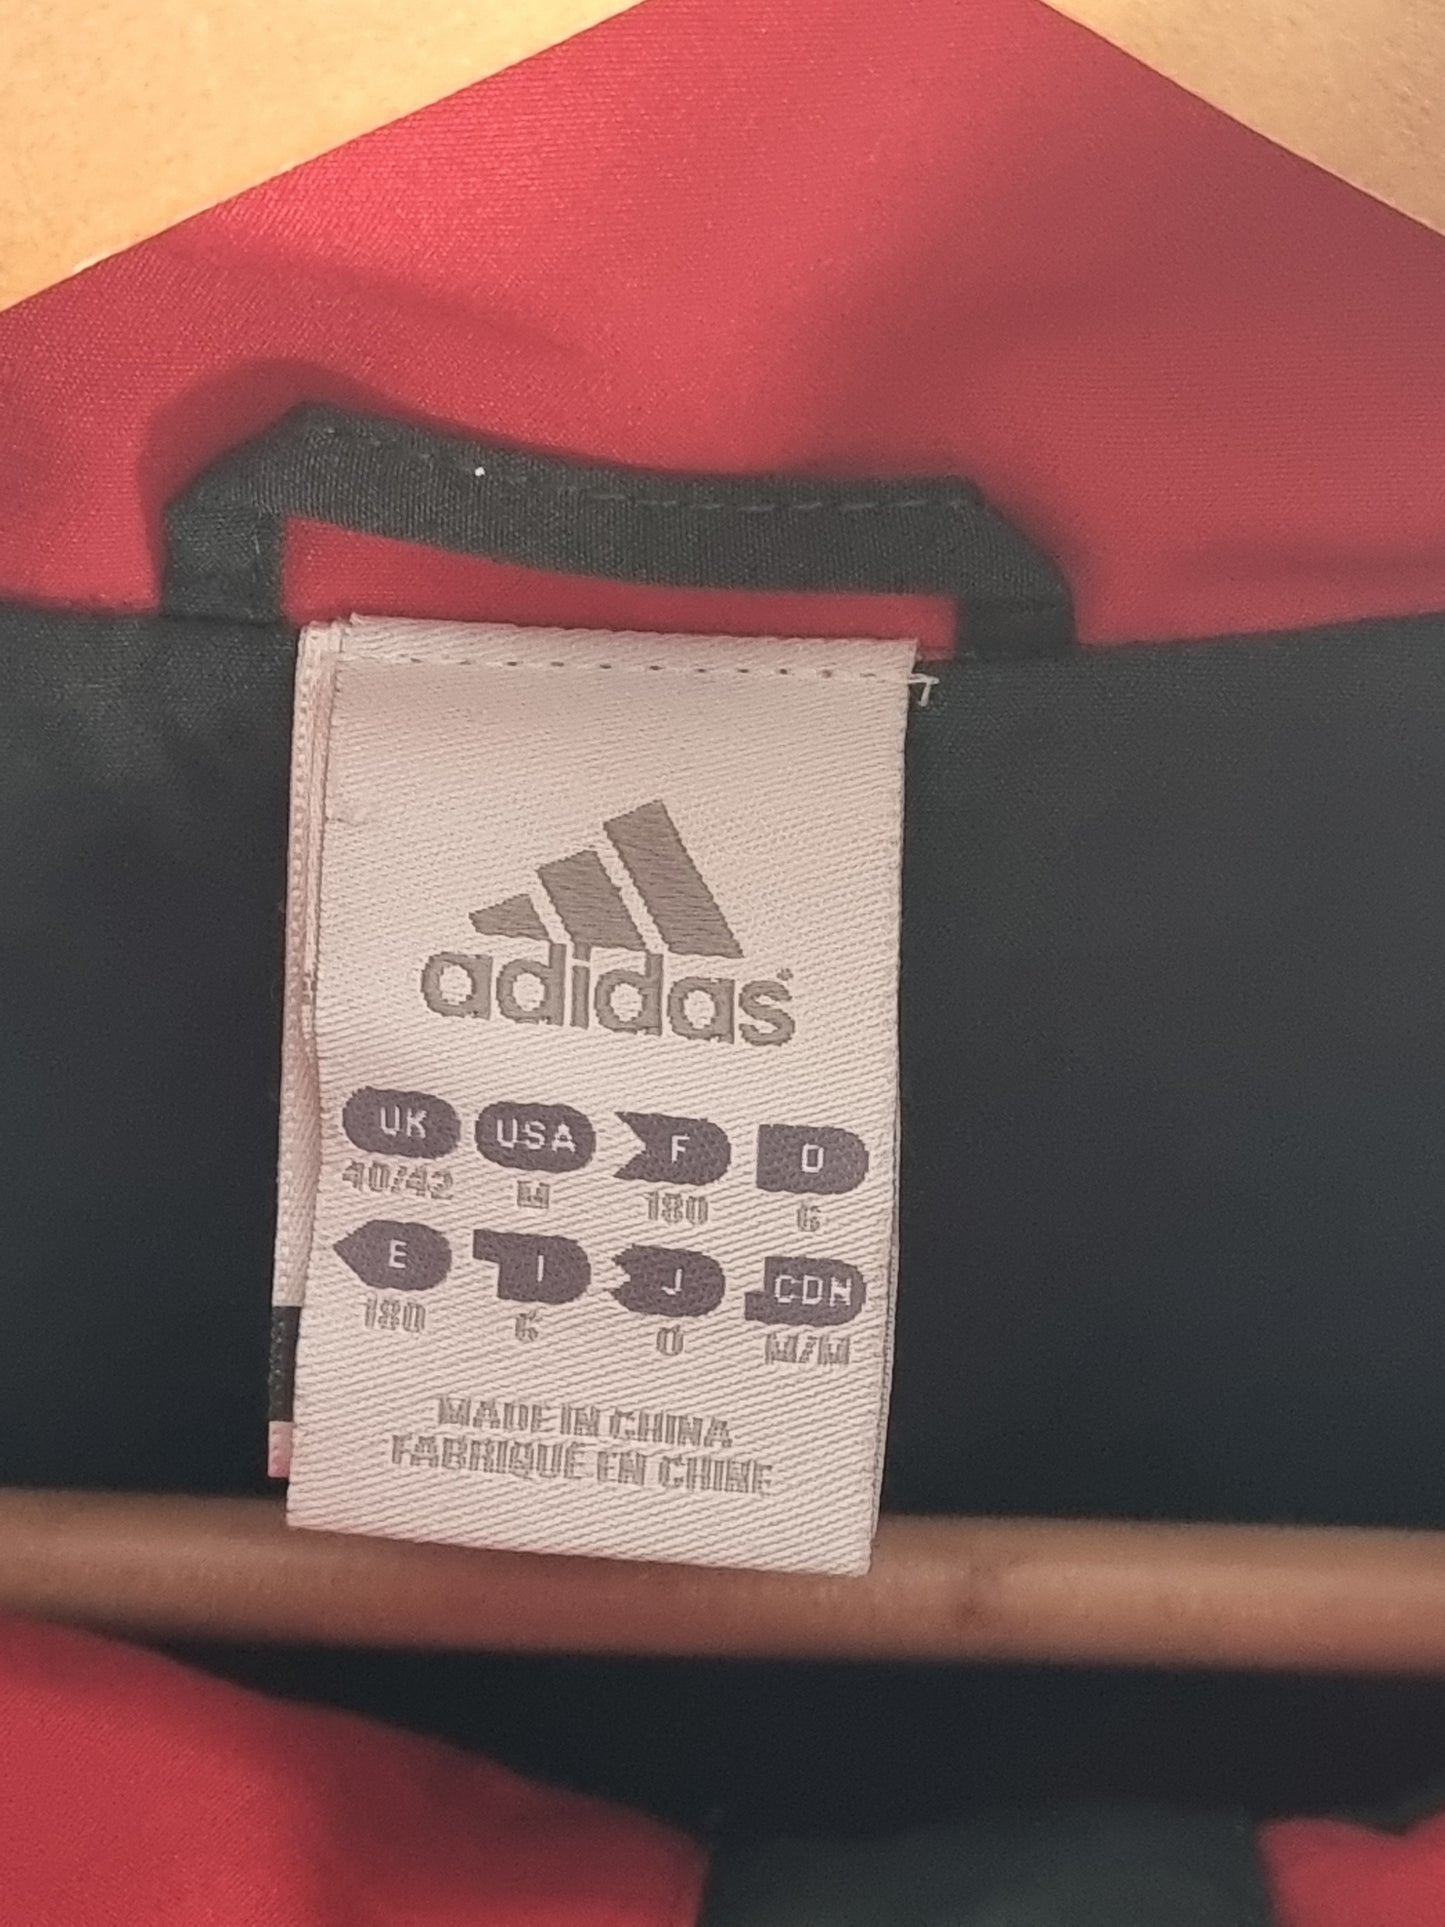 adidas
UK USA F D
40/42 M 180 6
E I J CDN
180 6 O M/M
MADE IN CHINA
FABRIQUÉ EN CHINE